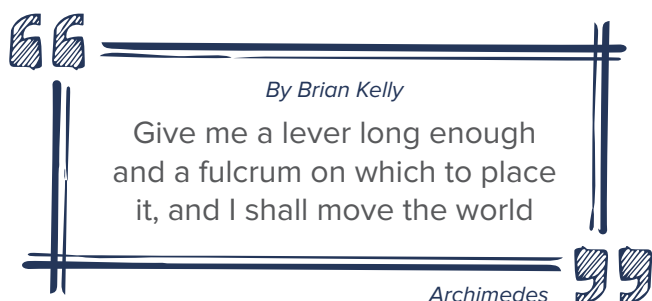 By Brian Kelly
Give me a lever long enough
and a fulcrum on which to place
it, and I shall move the world
Archimedes